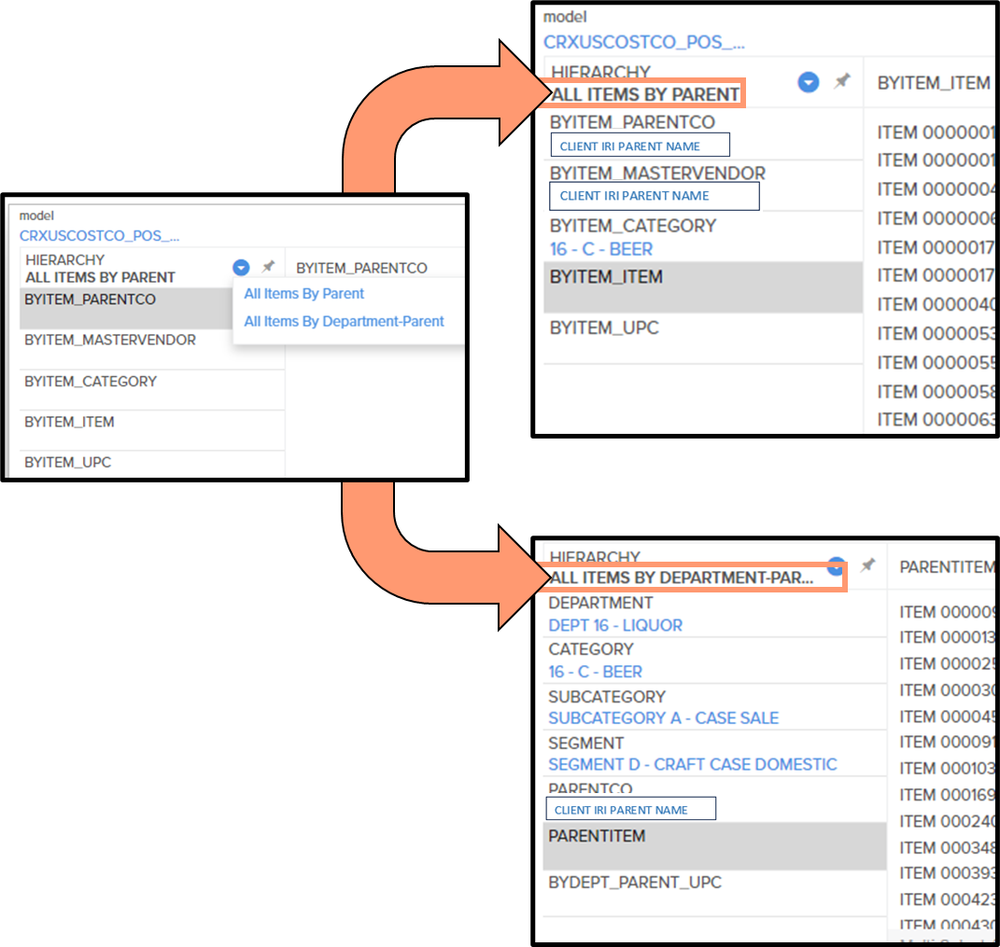 model
CRXUSCOSTCO_POS_...
HIERARCHY
ALL ITEMS BY PARENT
BYITEM_PARENTCO
BYITEM_PARENTCO
All Items By Parent
All Items By Department-Parent
BYITEM_MASTERVENDOR
BYITEM_CATEGORY
BYITEM_ITEM
BYITEM_UPC
model
CRXUSCOSTCO_POS_...
HIERARCHY
ALL ITEMS BY PARENT
BYITEM_PARENTCO
CLIENT IRI PARENT NAME
BYITEM_MASTERVENDOR
CLIENT IRI PARENT NAME
BYITEM_CATEGORY
16 - C - BEER
BYITEM_ITEM
BYITEM_UPC
BYITEM_ITEM
ITEM 0000001
ITEM 0000001
ITEM 0000004
ITEM 0000006
ITEM 0000017
ITEM 0000017
ITEM 0000040
ITEM 0000053
ITEM 0000055
ITEM 0000058
ITEM 0000063
HIERARCHY
ALL ITEMS BY DEPARTMENT-PAR...
DEPARTMENT
DEPT 16 - LIQUOR
CATEGORY
16 - C - BEER
SUBCATEGORY
SUBCATEGORY A - CASE SALE
SEGMENT
SEGMENT D - CRAFT CASE DOMESTIC
PARENTCO
CLIENT IRI PARENT NAME
PARENTITEM
BYDEPT_PARENT_UPC
PARENTITEM
ITEM 000009
ITEM 000013
ITEM 000025
ITEM 000030
ITEM 000045
ITEM 000091
ITEM 000103
ITEM 000169
ITEM 000240
ITEM 000348
ITEM 000393
ITEM 000423
ITEM 000430